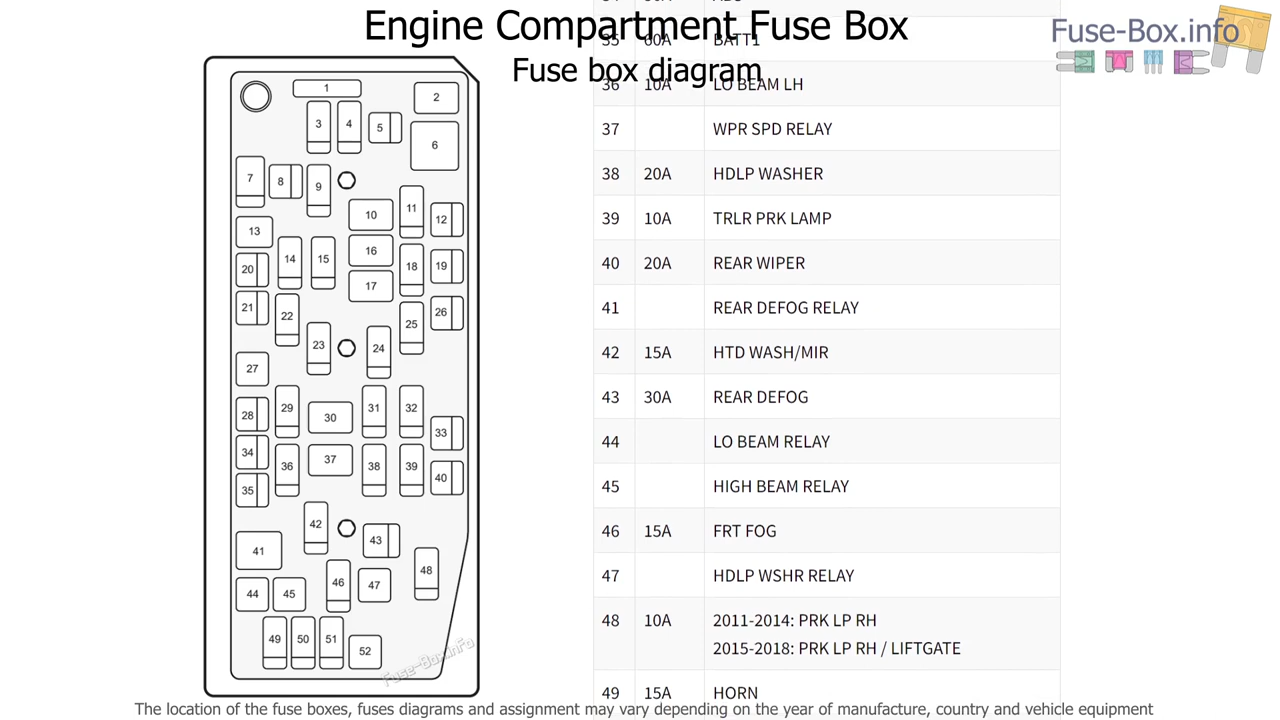 Engine Compartment Fuse Box
Fuse box diagram
Fuse-Box.info
35 60A BATT1
36 10A LO BEAM LH
37 WPR SPD RELAY
38 20A HDLP WASHER
39 10A TRLR PRK LAMP
40 20A REAR WIPER
41 REAR DEFOG RELAY
42 15A HTD WASH/MIR
43 30A REAR DEFOG
44 LO BEAM RELAY
45 HIGH BEAM RELAY
46 15A FRT FOG
47 HDLP WSHR RELAY
48 10A 2011-2014: PRK LP RH
2015-2018: PRK LP RH / LIFTGATE
49 15A HORN
1
2
3 4 5
6
7 8 9
10 11 12
13
14 15 16
17 18 19
20
21 22
23 24 25 26
27
28 29 30 31 32
33
34
35 36 37 38 39 40
41 42 43
44 45 46 47 48
49 50 51 52
Fuse-Box.info
The location of the fuse boxes, fuses diagrams and assignment may vary depending on the year of manufacture, country and vehicle equipment